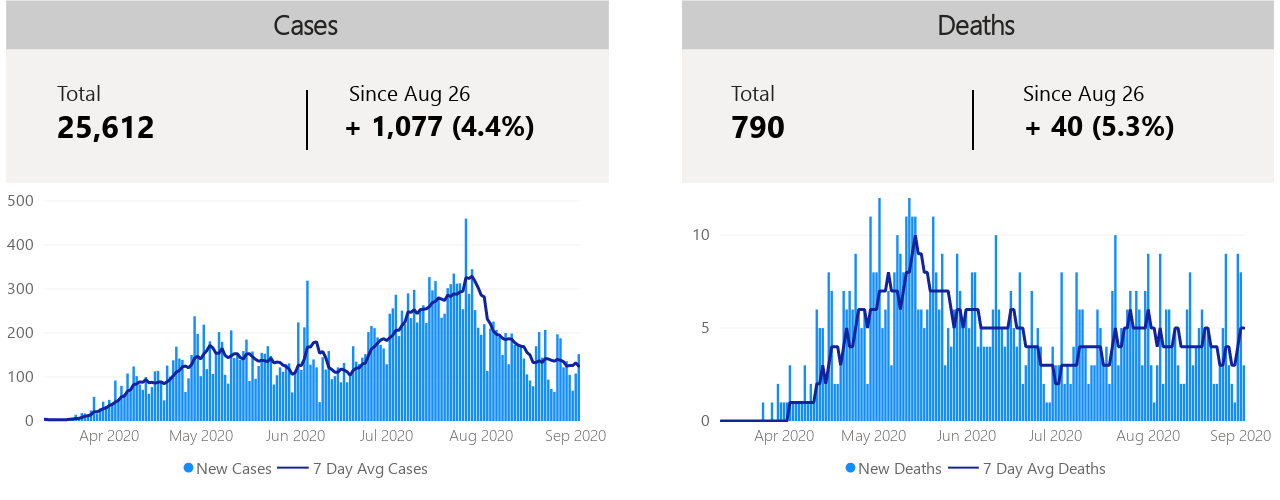 Cases
Total
25,612
Since Aug 26
+ 1,077 (4.4%)
500
400
300
200
100
0
Apr 2020 May 2020 Jun 2020 Jul 2020 Aug 2020 Sep 2020
New Cases 7 Day Avg Cases
Deaths
Total
790
Since Aug 26
+ 40 (5.3%)
10
5
0
Apr 2020 May 2020 Jun 2020 Jul 2020 Aug 2020 Sep 2020
New Deaths 7 Day Avg Deaths